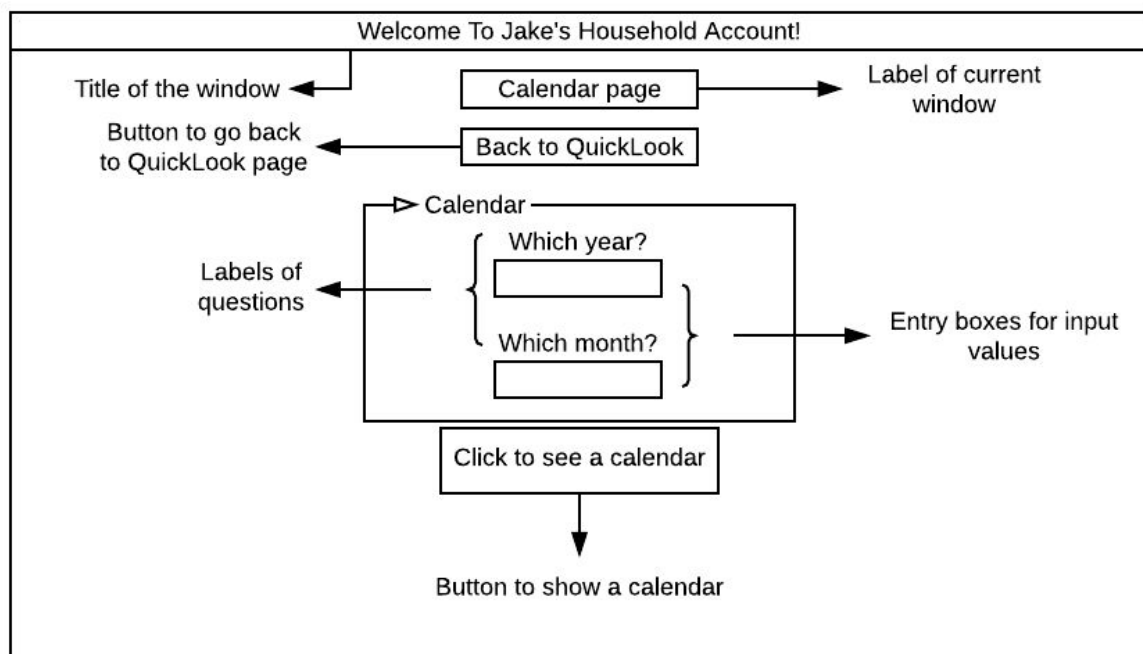 Welcome To Jake's Household Account!
Title of the window
Calendar page
Label of current
window
Button to go back
to QuickLook page
Back to QuickLook
Calendar
Which year?
Labels of
questions
Which month?
Entry boxes for input
values
Click to see a calendar
Button to show a calendar